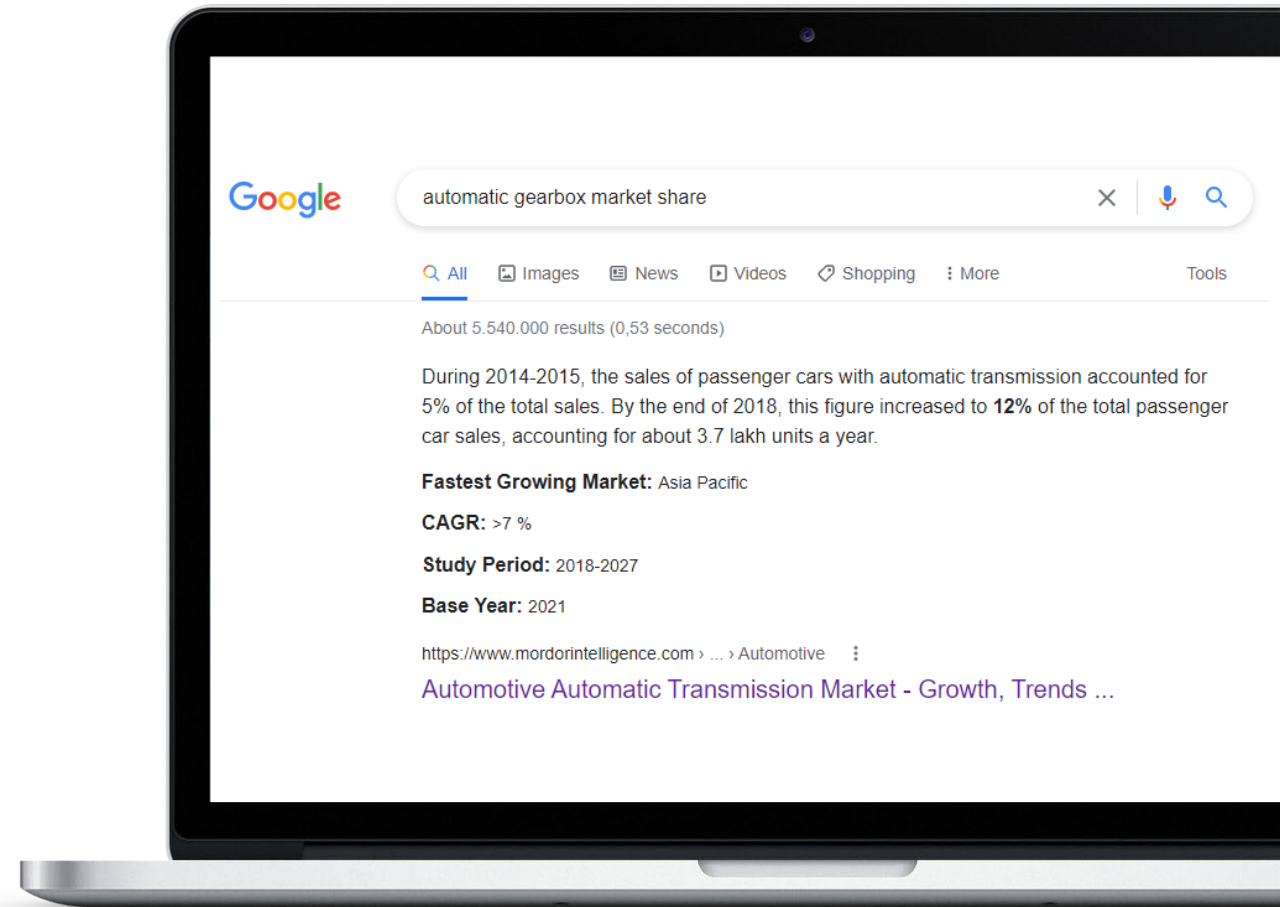 Google
automatic gearbox market share
All Images News Videos Shopping More Tools
About 5.540.000 results (0,53 seconds)
During 2014-2015, the sales of passenger cars with automatic transmission accounted for
5% of the total sales. By the end of 2018, this figure increased to 12% of the total passenger
car sales, accounting for about 3.7 lakh units a year.
Fastest Growing Market: Asia Pacific
CAGR: >7 %
Study Period: 2018-2027
Base Year: 2021
https://www.mordorintelligence.com › ... › Automotive
Automotive Automatic Transmission Market - Growth, Trends ...